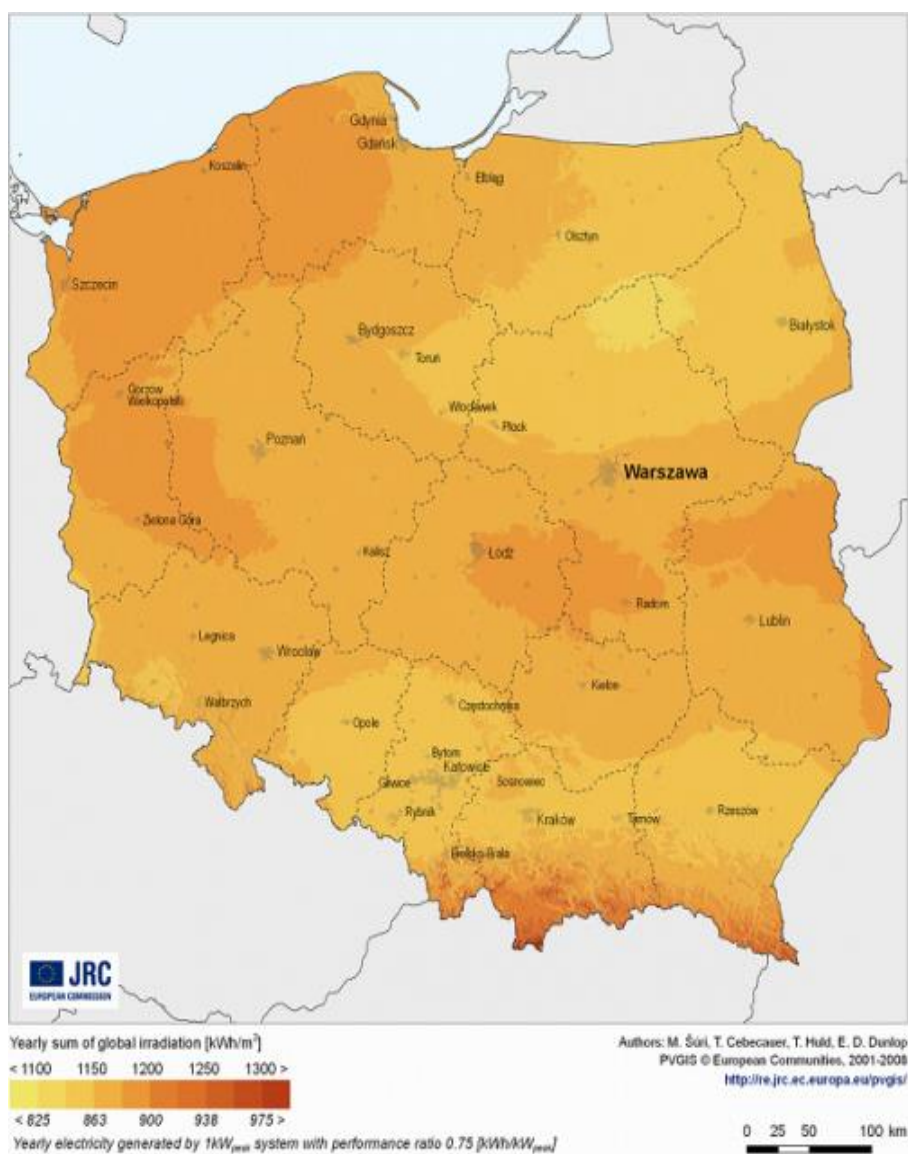 Gdynia
Gdańsk
Koszalin
Elbląg
Olsztyn
Szczecin
Białystok
Bydgoszcz
Toruń
Gorzów
Wielkopolski
Włocławek
Płock
Poznań
Warszawa
Zielona Góra
Kalisz
Łódź
Radom
Lublin
Legnica
Wrocław
Kielce
Wałbrzych
Częstochowa
Opole
Bytom
Katowice
Gliwice
Sosnowiec
Rybnik
Kraków
Tarnów
Rzeszów
Bielsko-Biała
JRC
EUROPEAN COMMISSION
Yearly sum of global irradiation [kWh/m²]
< 1100 1150 1200 1250 1300 >
< 825 863 900 938 975 >
Yearly electricity generated by 1kWpeak system with performance ratio 0.75 [kWh/kWpeak]
Authors: M. Šúri, T. Cebecauer, T. Huld, E. D. Dunlop
PVGIS © European Communities, 2001-2008
http://re.jrc.ec.europa.eu/pvgis/
0 25 50 100 km